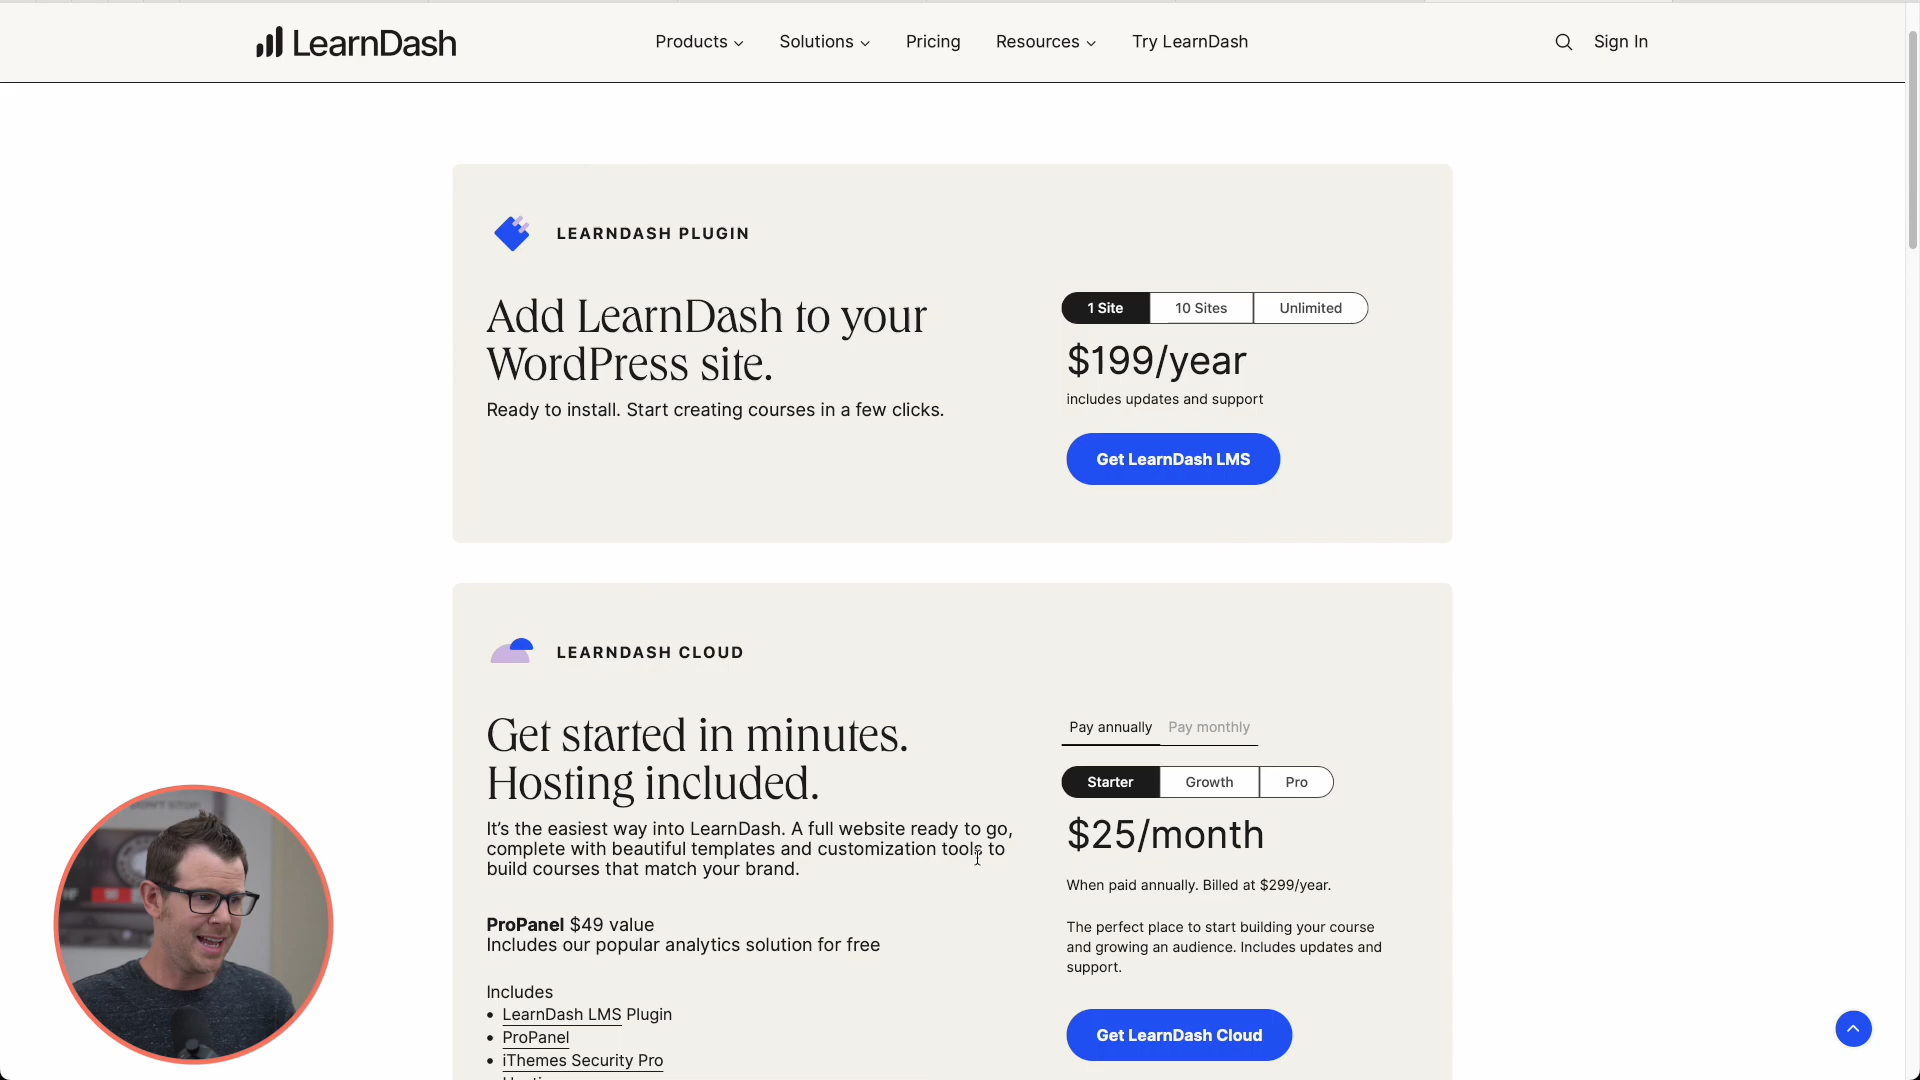 LearnDash
Products
Solutions
Pricing
Resources
Try LearnDash
Sign In
LEARNDASH PLUGIN
Add LearnDash to your
WordPress site.
Ready to install. Start creating courses in a few clicks.
1 Site
10 Sites
Unlimited
$199/year
includes updates and support
Get LearnDash LMS
LEARNDASH CLOUD
Get started in minutes.
Hosting included.
It's the easiest way into LearnDash. A full website ready to go,
complete with beautiful templates and customization tools to
build courses that match your brand.
ProPanel $49 value
Includes our popular analytics solution for free
Includes
• LearnDash LMS Plugin
• ProPanel
• iThemes Security Pro
Pay annually
Pay monthly
Starter
Growth
Pro
$25/month
When paid annually. Billed at $299/year.
The perfect place to start building your course
and growing an audience. Includes updates and
support.
Get LearnDash Cloud